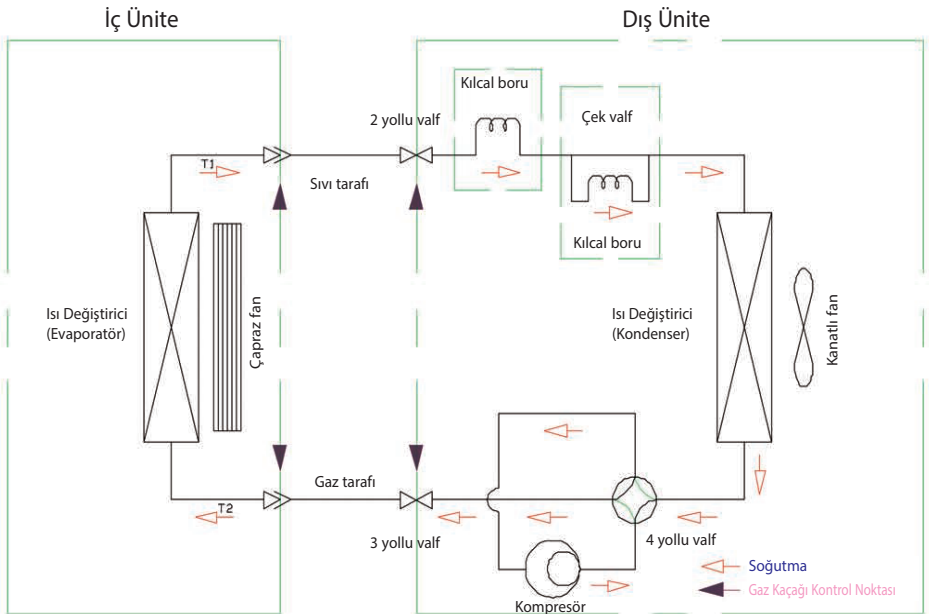 İç Ünite
Dış Ünite
Kılcal boru
Çek valf
2 yollu valf
T1
Sıvı tarafı
Kılcal boru
Isı Değiştirici
(Evaporatör)
Çapraz fan
Isı Değiştirici
(Kondenser)
Kanatlı fan
Gaz tarafı
T2
3 yollu valf
4 yollu valf
Kompresör
Soğutma
Gaz Kaçağı Kontrol Noktası